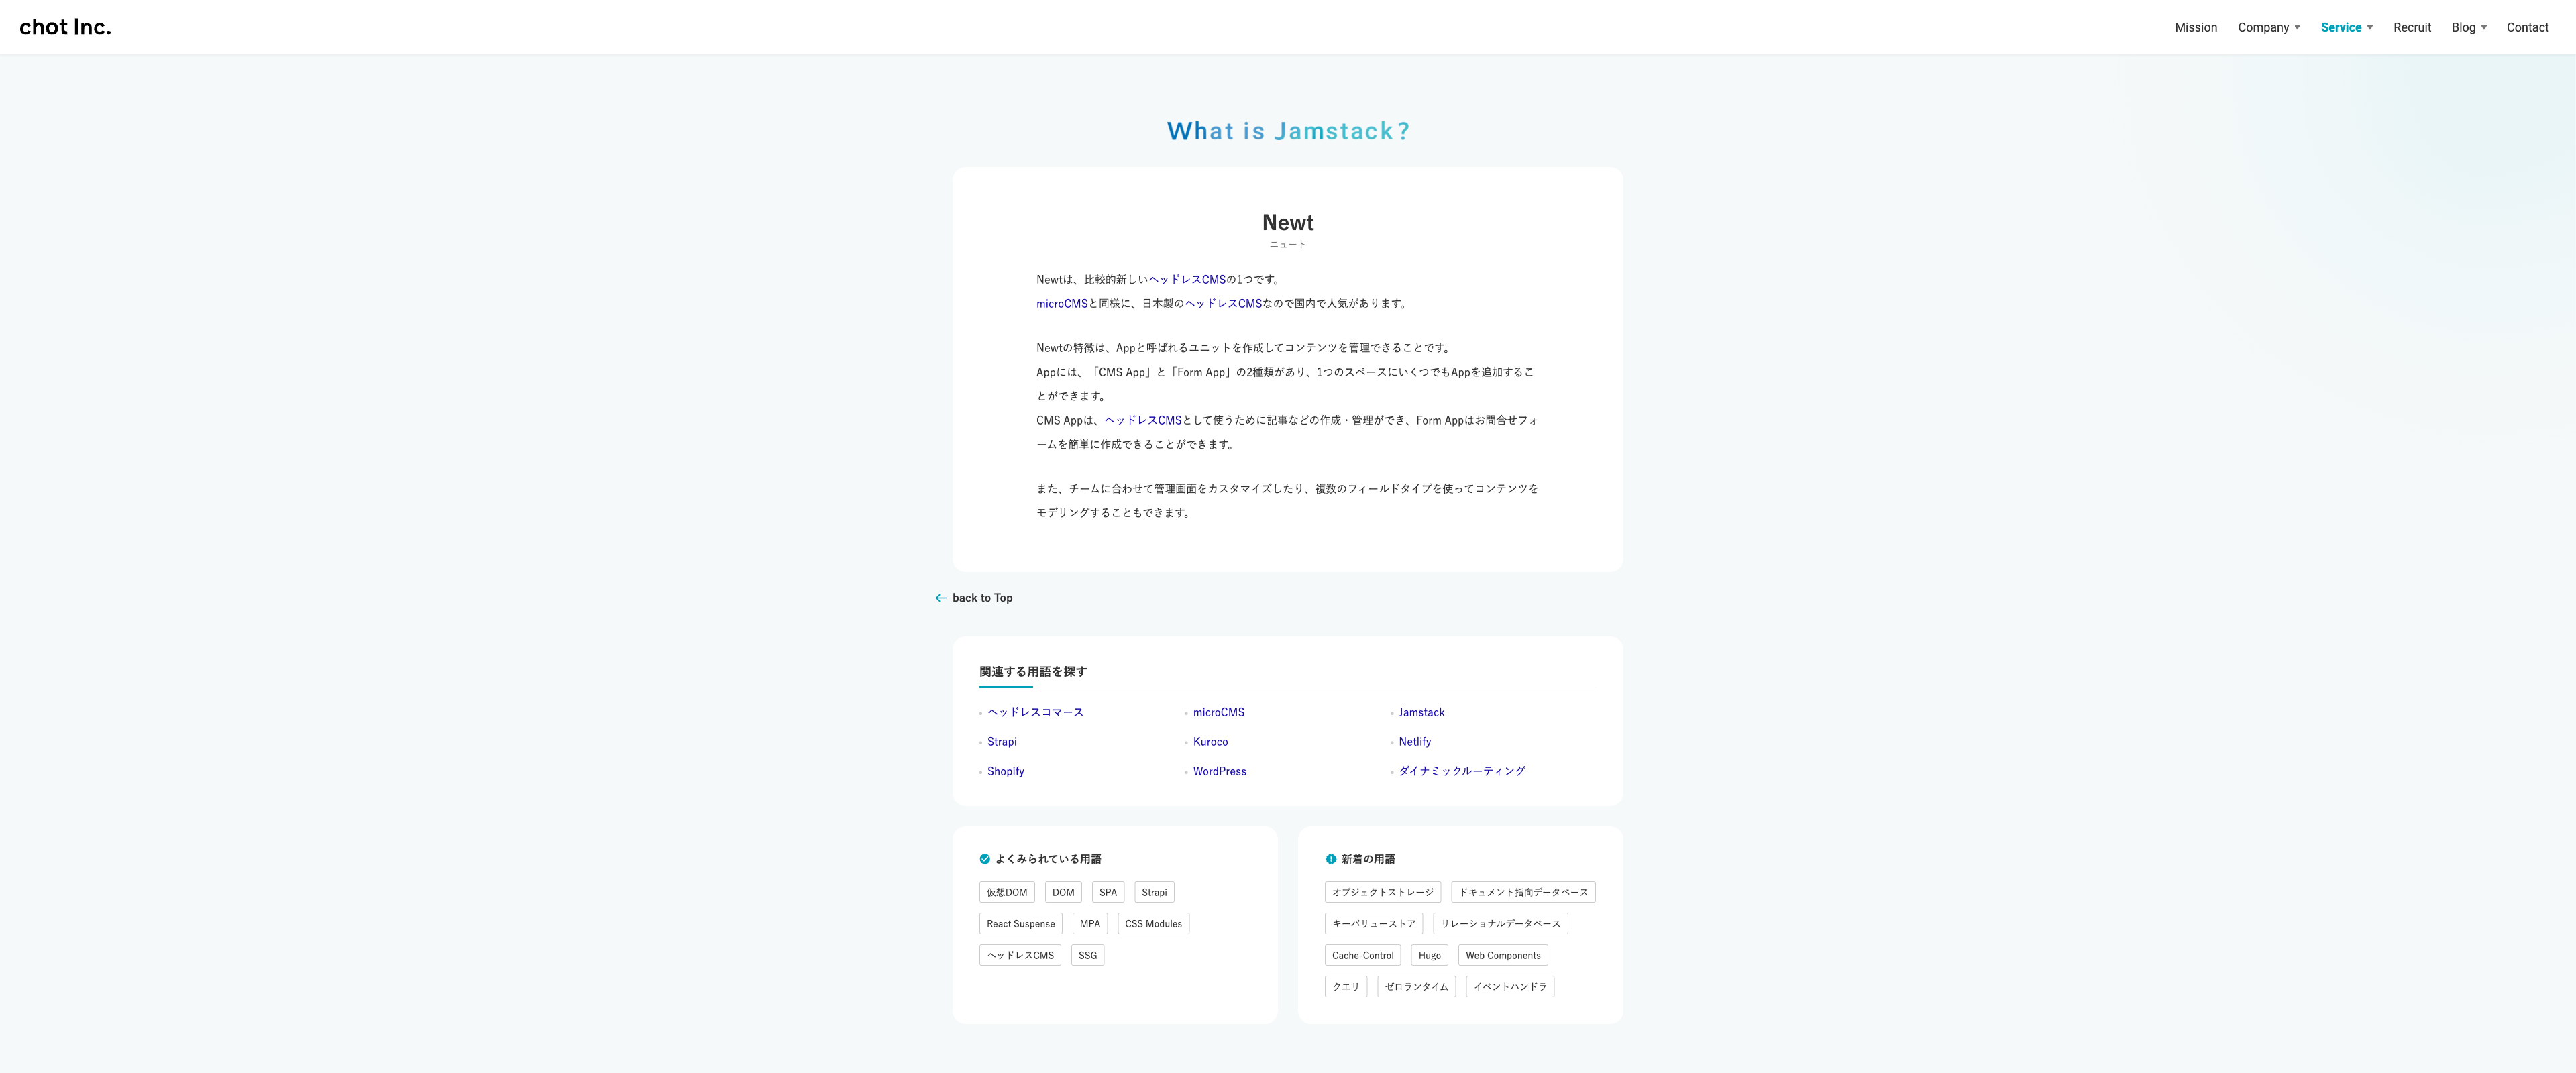 chot Inc.
Mission Company Service Recruit Blog Contact
What is Jamstack?
Newt
ニュート
Newtは、比較的新しいヘッドレスCMSの1つです。
microCMSと同様に、日本製のヘッドレスCMSなので国内で人気があります。
Newtの特徴は、Appと呼ばれるユニットを作成してコンテンツを管理できることです。
Appには、「CMS App」と「Form App」の2種類があり、1つのスペースにいくつでもAppを追加するこ
とができます。
CMS Appは、ヘッドレスCMSとして使うために記事などの作成・管理ができ、Form Appはお問合せフォ
ームを簡単に作成できることができます。
また、チームに合わせて管理画面をカスタマイズしたり、複数のフィールドタイプを使ってコンテンツを
モデリングすることもできます。
back to Top
関連する用語を探す
ヘッドレスコマース microCMS Jamstack
Strapi Kuroco Netlify
Shopify WordPress ダイナミックルーティング
よくみられている用語
仮想DOM DOM SPA Strapi
React Suspense MPA CSS Modules
ヘッドレスCMS SSG
新着の用語
オブジェクトストレージ ドキュメント指向データベース
キーバリューストア リレーショナルデータベース
Cache-Control Hugo Web Components
クエリ ゼロランタイム イベントハンドラ